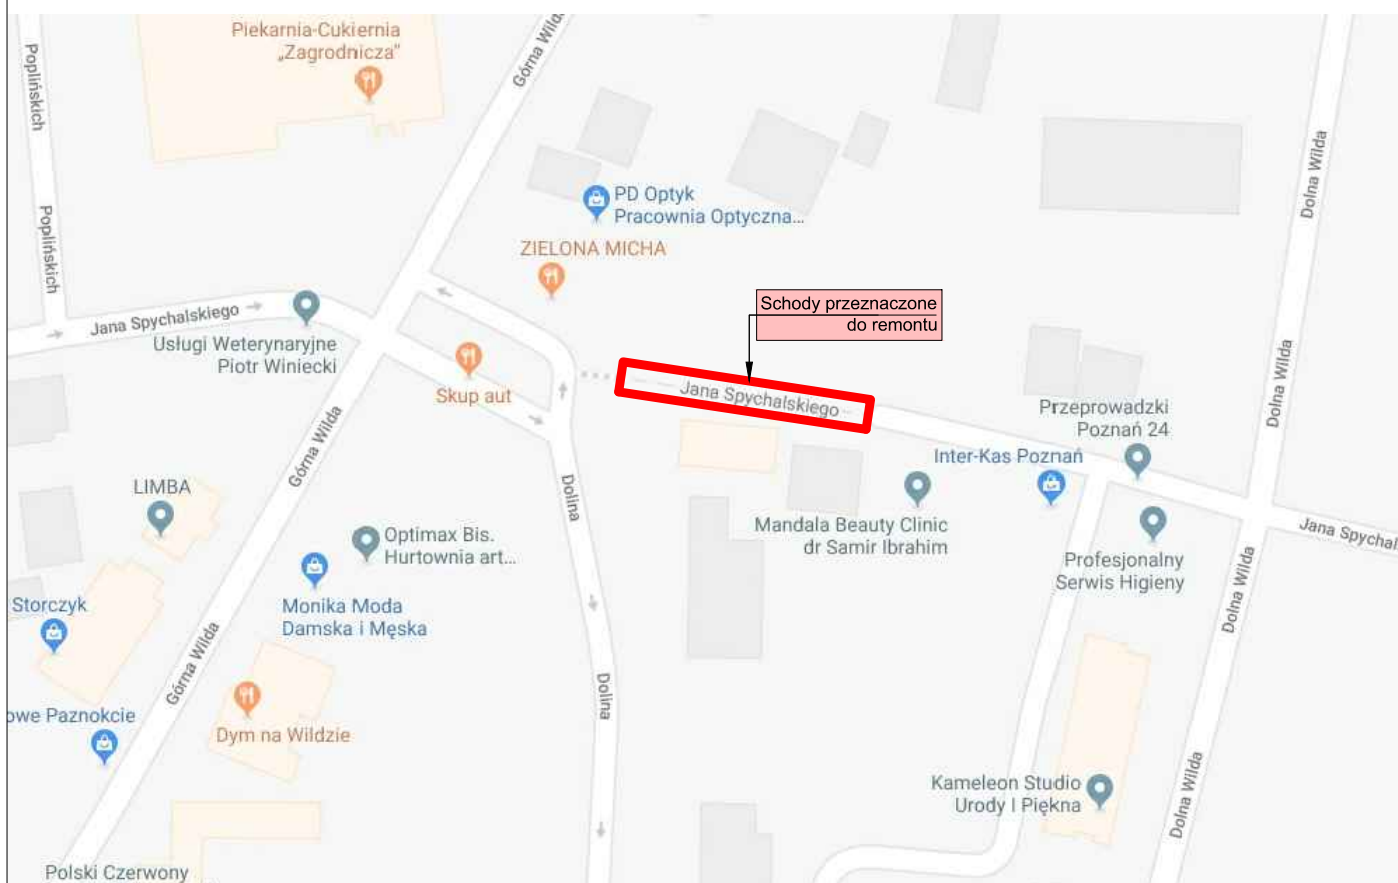 Piekarnia-Cukiernia
„Zagrodnicza”
Górna Wilda
Poplińskich
Dolna Wilda
PD Optyk
Pracownia Optyczna...
Poplińskich
ZIELONA MICHA
Schody przeznaczone
do remontu
Jana Spychalskiego
Usługi Weterynaryjne
Piotr Winiecki
Skup aut
Jana Spychalskiego
Dolna Wilda
Przeprowadzki
Poznań 24
Górna Wilda
Inter-Kas Poznań
LIMBA
Dolina
Mandala Beauty Clinic
dr Samir Ibrahim
Jana Spychal
Optimax Bis.
Hurtownia art...
Profesjonalny
Serwis Higieny
Dolna Wilda
Storczyk
Monika Moda
Damska i Męska
Górna Wilda
Dolina
owe Paznokcie
Dym na Wildzie
Kameleon Studio
Urody I Piękna
Dolna Wilda
Polski Czerwony